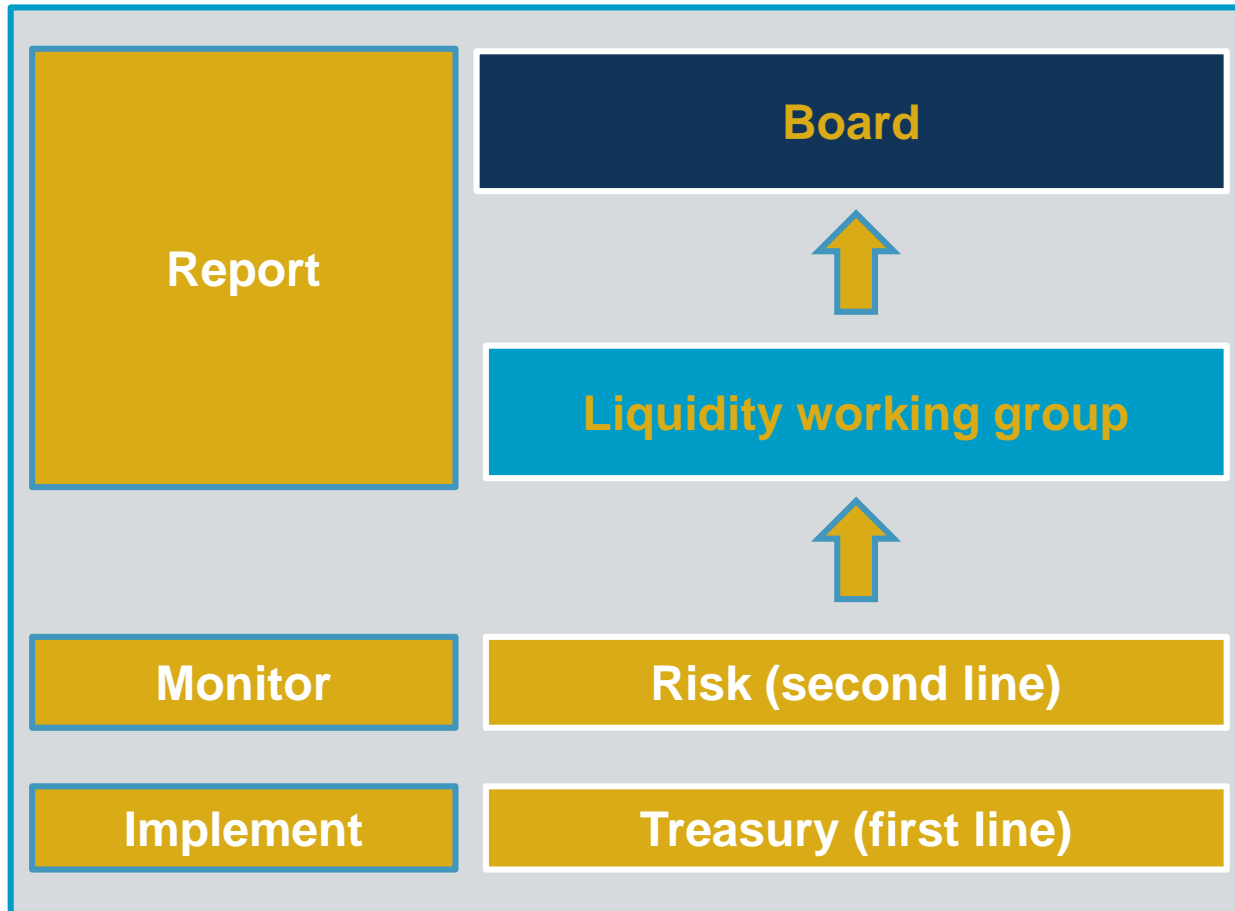 Report
Board
Liquidity working group
Monitor
Risk (second line)
Implement
Treasury (first line)